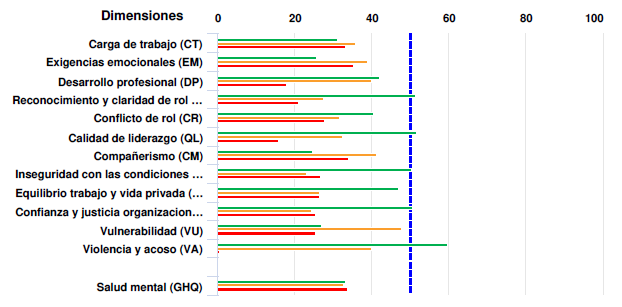 Dimensiones
0 20 40 60 80 100
Carga de trabajo (CT)
Exigencias emocionales (EM)
Desarrollo profesional (DP)
Reconocimiento y claridad de rol ...
Conflicto de rol (CR)
Calidad de liderazgo (QL)
Compañerismo (CM)
Inseguridad con las condiciones ...
Equilibrio trabajo y vida privada (...
Confianza y justicia organizacion...
Vulnerabilidad (VU)
Violencia y acoso (VA)
Salud mental (GHQ)